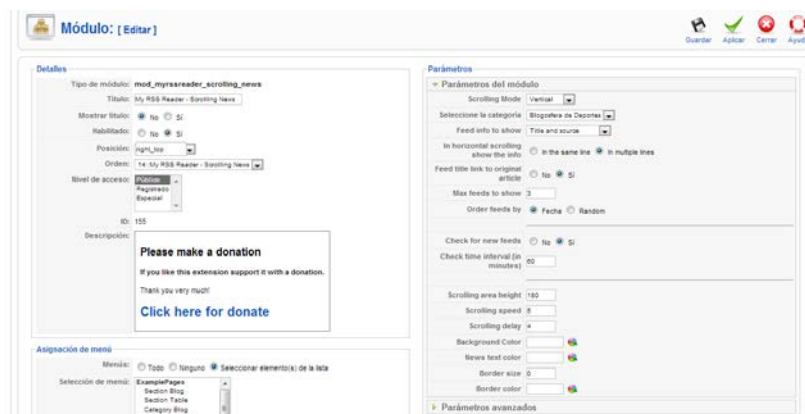 Módulo: [ Editar ]
Guardar Aplicar Cerrar
Detalles
Tipo de módulo: mod_myrssreader_scrolling_news
Titulo: My RSS Reader - Scrolling News
Mostrar título: No Sí
Habilitado: No Sí
Posición: right_top
Orden: 14 :My RSS Reader - Scrolling News
Nivel de acceso: Público
Registrado
Especial
ID: 155
Descripción:
Please make a donation
If you like this extension support it with a donation.
Thank you very much!
Click here for donate
Asignación de menú
Menús: Todo Ninguno Seleccionar elemento(s) de la lista
Selección de menú: ExamplePages
Section Blog
Section Table
Category Blog
Parámetros
Parámetros del módulo
Scrolling Mode Vertical
Seleccione la categoría Blogosfera de Deportes
Feed info to show Title and source
In horizontal scrolling show the info In the same line In multiple lines
Feed title link to original article No Sí
Max feeds to show 3
Order feeds by Fecha Random
Check for new feeds No Sí
Check time interval (in minutes) 60
Scrolling area height 180
Scrolling speed
Scrolling delay 4
Background Color
News text color
Border size 0
Border color
Parámetros avanzados